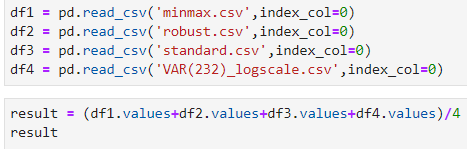 df1 = pd.read_csv('minmax.csv',index_col=0)
df2 = pd.read_csv('robust.csv',index_col=0)
df3 = pd.read_csv('standard.csv',index_col=0)
df4 = pd.read_csv('VAR(232)_logscale.csv',index_col=0)
result = (df1.values+df2.values+df3.values+df4.values)/4
result